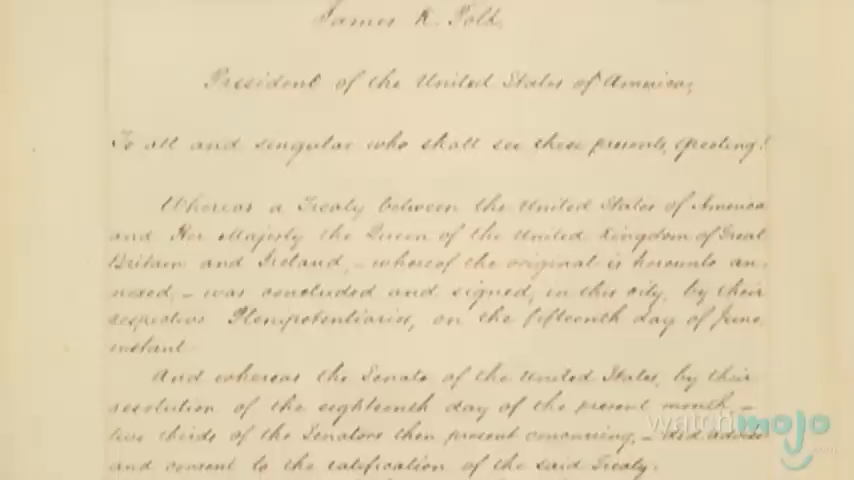 James K. Polk,
President of the United States of America,
To all and singular who shall see these presents, greeting!
Whereas a Treaty between the United States of America
and Her Majesty the Queen of the United Kingdom of Great
Britain and Ireland, - whereof the original is hereunto an-
nexed, - was concluded and signed, in this city, by their
respective Plenipotentiaries, on the fifteenth day of June,
instant
And whereas the Senate of the United States, by their
resolution of the eighteenth day of the present month -
two thirds of the Senators then present concurring, - did advise
and consent to the ratification of the said Treaty.
watchmojo
.com